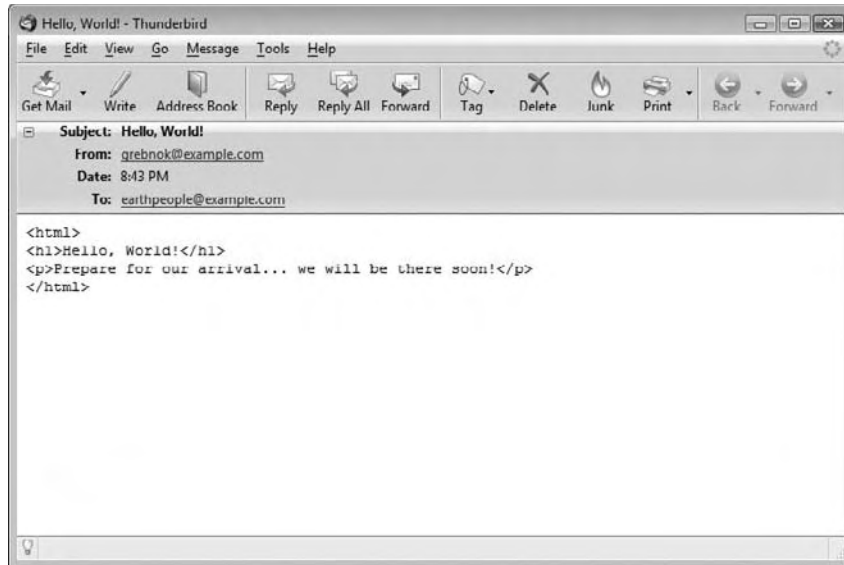 Hello, World! - Thunderbird
File Edit View Go Message Tools Help
Get Mail Write Address Book Reply Reply All Forward Tag Delete Junk Print Back Forward
Subject: Hello, World!
From: grebnok@example.com
Date: 8:43 PM
To: earthpeople@example.com
<html>
<h1>Hello, World!</h1>
<p>Prepare for our arrival... we will be there soon!</p>
</html>